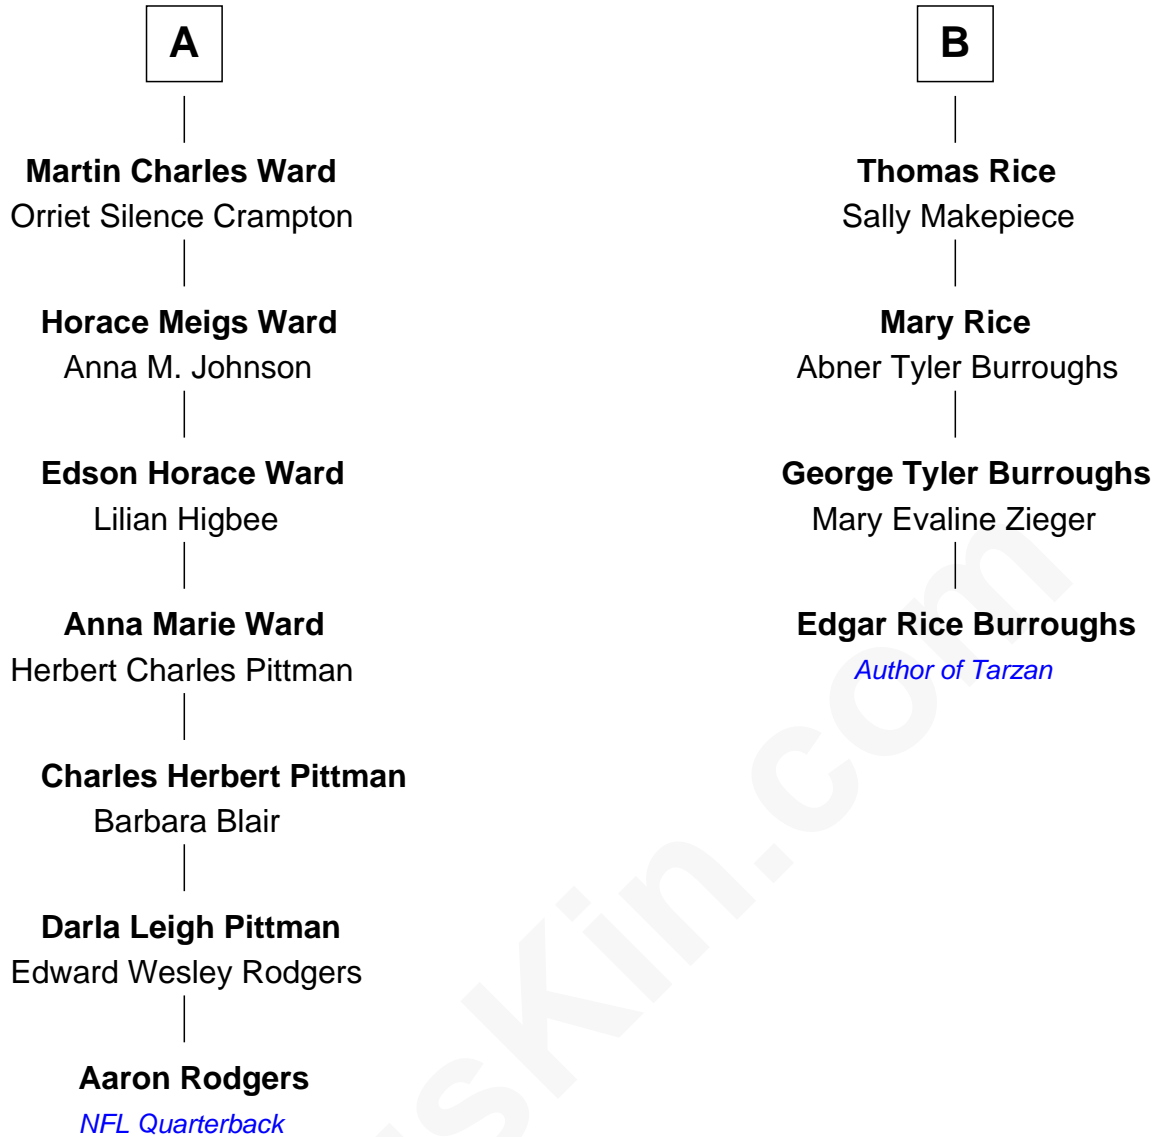 A
Martin Charles Ward
Orriet Silence Crampton
Horace Meigs Ward
Anna M. Johnson
Edson Horace Ward
Lilian Higbee
Anna Marie Ward
Herbert Charles Pittman
Charles Herbert Pittman
Barbara Blair
Darla Leigh Pittman
Edward Wesley Rodgers
Aaron Rodgers
NFL Quarterback
B
Thomas Rice
Sally Makepiece
Mary Rice
Abner Tyler Burroughs
George Tyler Burroughs
Mary Evaline Zieger
Edgar Rice Burroughs
Author of Tarzan
sKin.com